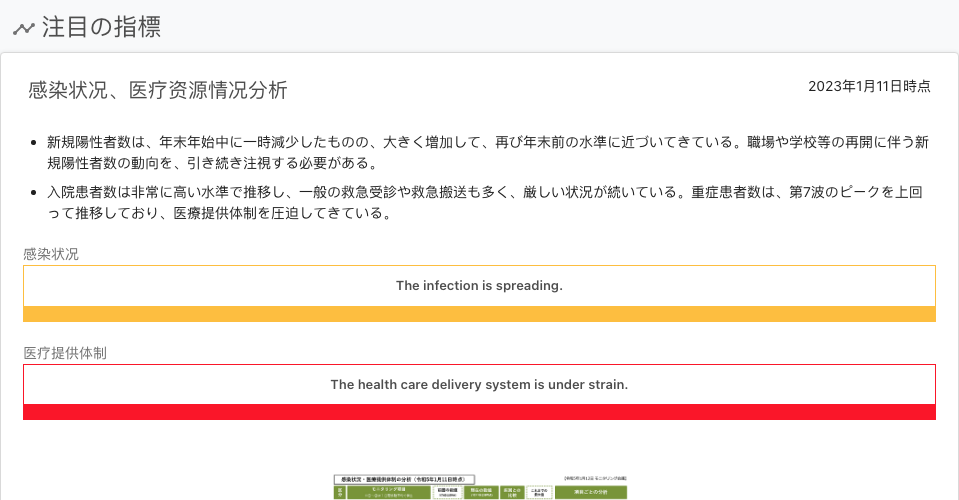 注目の指標
感染状况、医疗资源情况分析
2023年1月11日時点
新規陽性者数は、年末年始中に一時減少したものの、大きく増加して、再び年末前の水準に近づいてきている。職場や学校等の再開に伴う新
規陽性者数の動向を、引き続き注視する必要がある。
入院患者数は非常に高い水準で推移し、一般の救急受診や救急搬送も多く、厳しい状況が続いている。重症患者数は、第7波のピークを上回
って推移しており、医療提供体制を圧迫してきている。
感染状况
The infection is spreading.
医疗提供体制
The health care delivery system is under strain.
感染状況・医療提供体制の分析（令和5年1月11日時点）